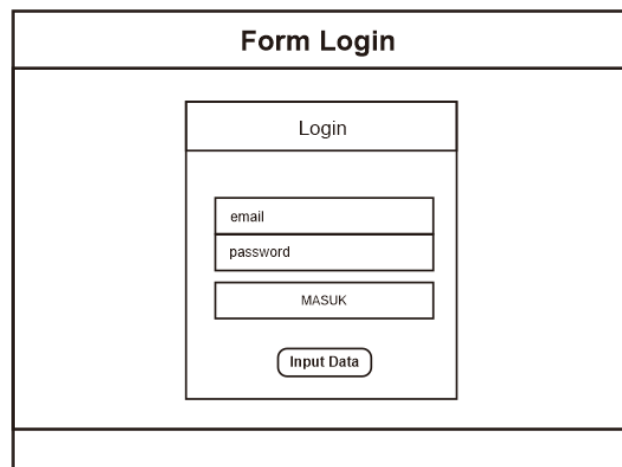 Form Login
Login
email
password
MASUK
Input Data